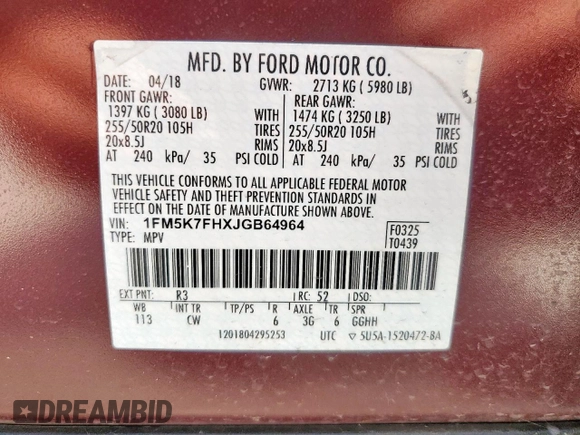 MFD. BY FORD MOTOR CO.
DATE: 04/18 GVWR: 2713 KG ( 5980 LB)
FRONT GAWR: REAR GAWR:
1397 KG ( 3080 LB) WITH 1474 KG ( 3250 LB) WITH
255/50R20 105H TIRES 255/50R20 105H TIRES
20x8.5J RIMS 20x8.5J RIMS
AT 240 kPa/ 35 PSI COLD AT 240 kPa/ 35 PSI COLD
THIS VEHICLE CONFORMS TO ALL APPLICABLE FEDERAL MOTOR
VEHICLE SAFETY AND THEFT PREVENTION STANDARDS IN
EFFECT ON THE DATE OF MANUFACTURE SHOWN ABOVE.
VIN: 1FM5K7FHXJGB64964 F0325
TYPE: MPV T0439
EXT PNT: R3 RC: 52 DSO:
WB INT TR TP/PS R AXLE TR
113 CW 6 3G 6 GGHH
1201804295253 UTC 5U5A-1520472-BA
DREAMBID